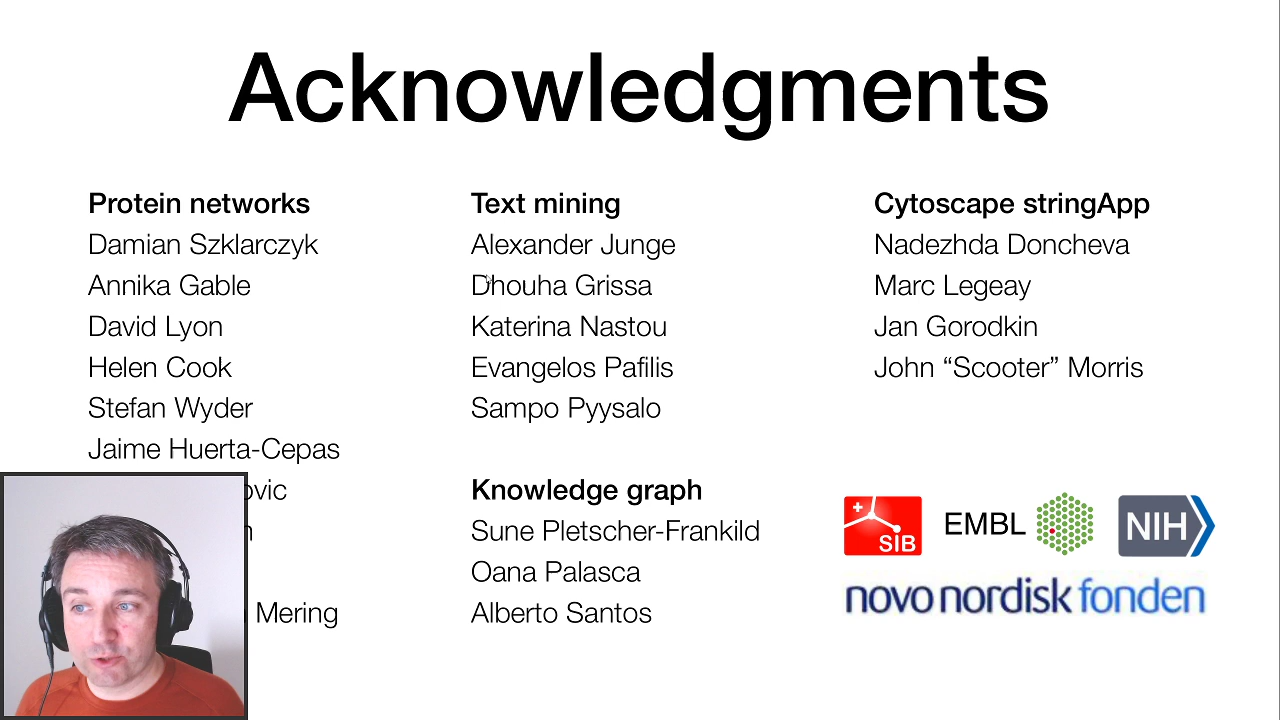 Acknowledgments
Protein networks
Damian Szklarczyk
Annika Gable
David Lyon
Helen Cook
Stefan Wyder
Jaime Huerta-Cepas
Mering
Text mining
Alexander Junge
Dhouha Grissa
Katerina Nastou
Evangelos Pafilis
Sampo Pyysalo
Knowledge graph
Sune Pletscher-Frankild
Oana Palasca
Alberto Santos
Cytoscape stringApp
Nadezhda Doncheva
Marc Legeay
Jan Gorodkin
John “Scooter” Morris
SIB
EMBL
NIH
novo nordisk fonden